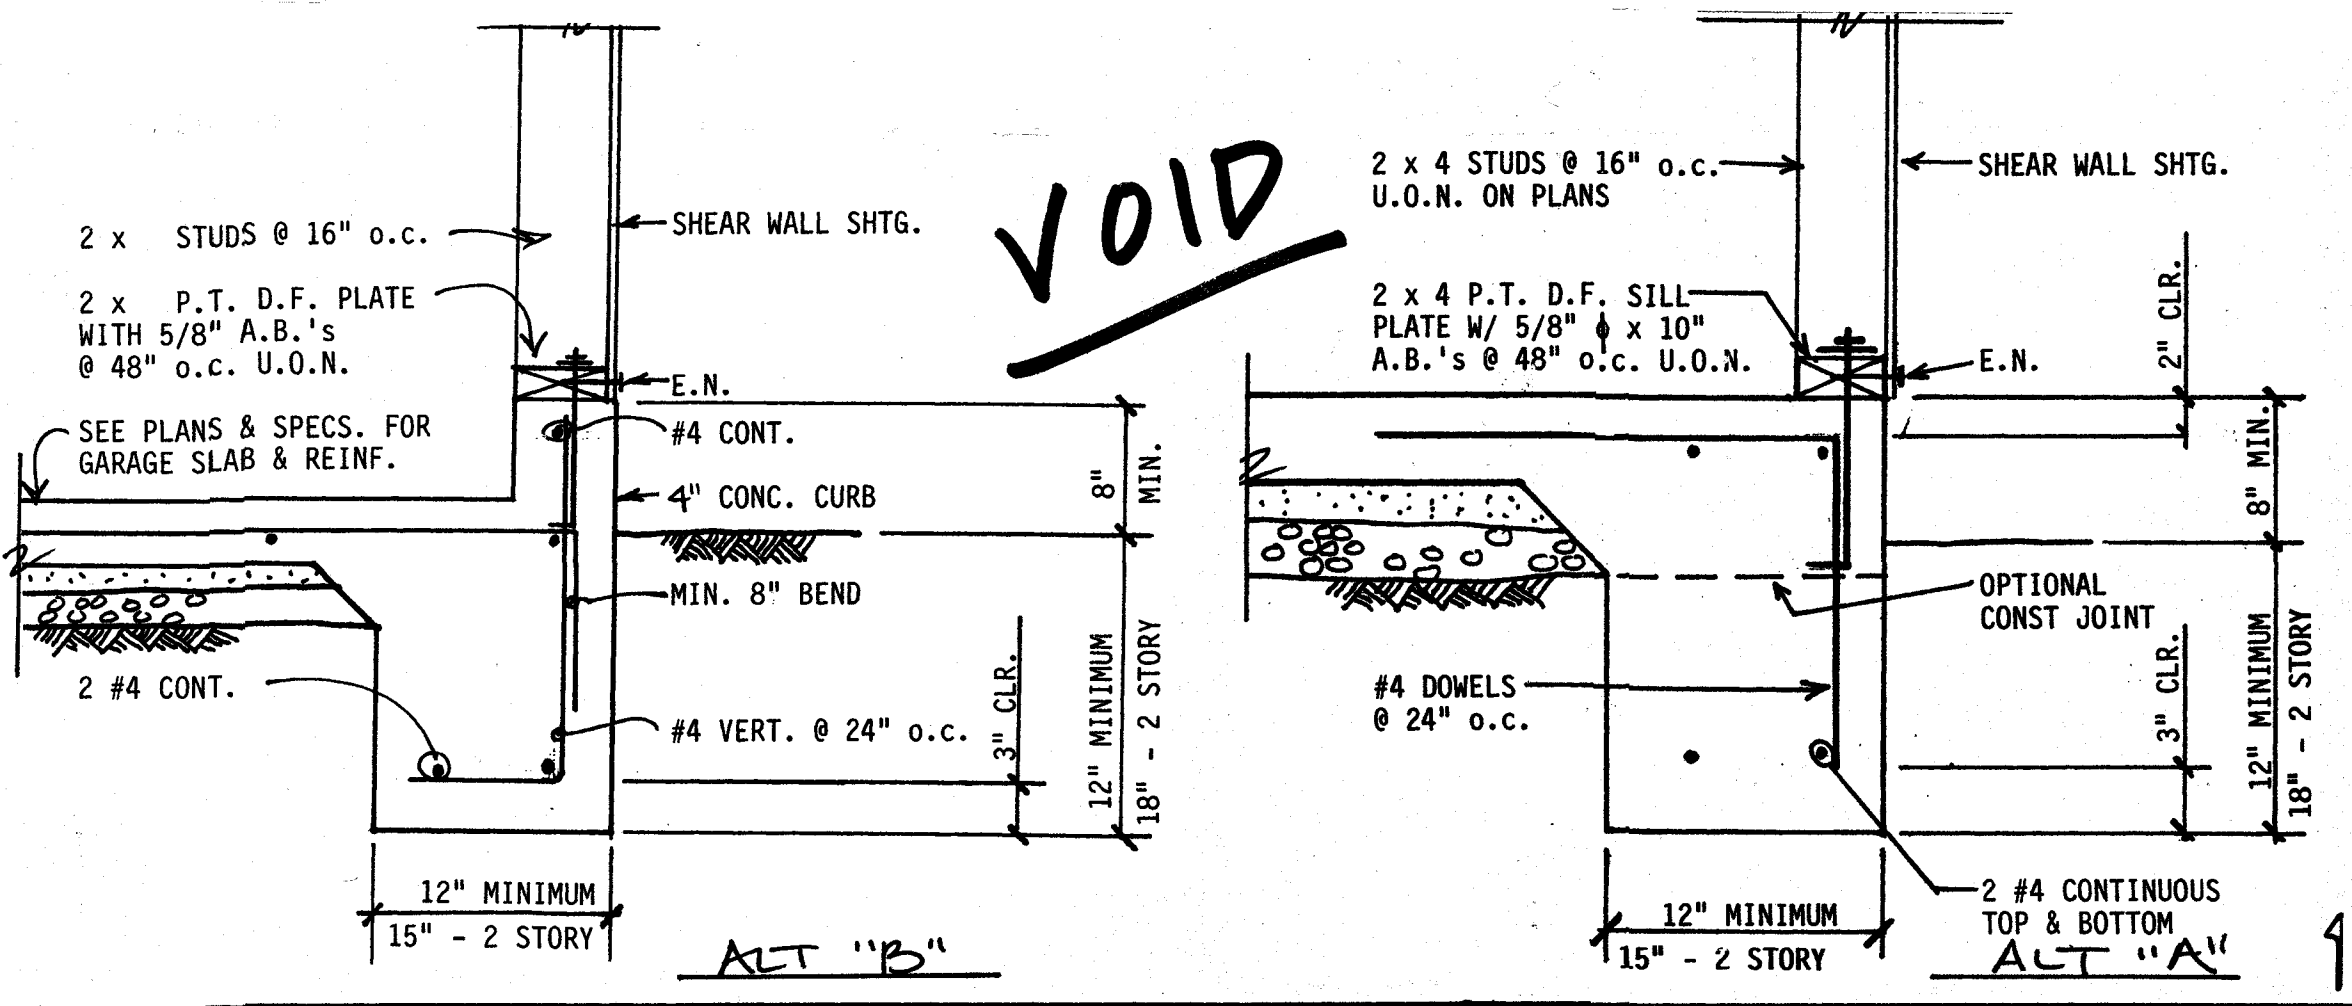 2 x STUDS @ 16" o.c.
2 x P.T. D.F. PLATE
WITH 5/8" A.B.'s
@ 48" o.c. U.O.N.
SEE PLANS & SPECS. FOR
GARAGE SLAB & REINF.
2 #4 CONT.
SHEAR WALL SHTG.
E.N.
#4 CONT.
4" CONC. CURB
MIN. 8" BEND
#4 VERT. @ 24" o.c.
3" CLR.
8"
MIN.
12" MINIMUM
18" - 2 STORY
12" MINIMUM
15" - 2 STORY
ALT "B"
VOID
2 x 4 STUDS @ 16" o.c.
U.O.N. ON PLANS
2 x 4 P.T. D.F. SILL
PLATE W/ 5/8" ϕ x 10"
A.B.'s @ 48" o.c. U.O.N.
#4 DOWELS
@ 24" o.c.
SHEAR WALL SHTG.
E.N.
2" CLR.
8" MIN.
OPTIONAL
CONST JOINT
3" CLR.
12" MINIMUM
18" - 2 STORY
2 #4 CONTINUOUS
TOP & BOTTOM
12" MINIMUM
15" - 2 STORY
ALT "A"
1